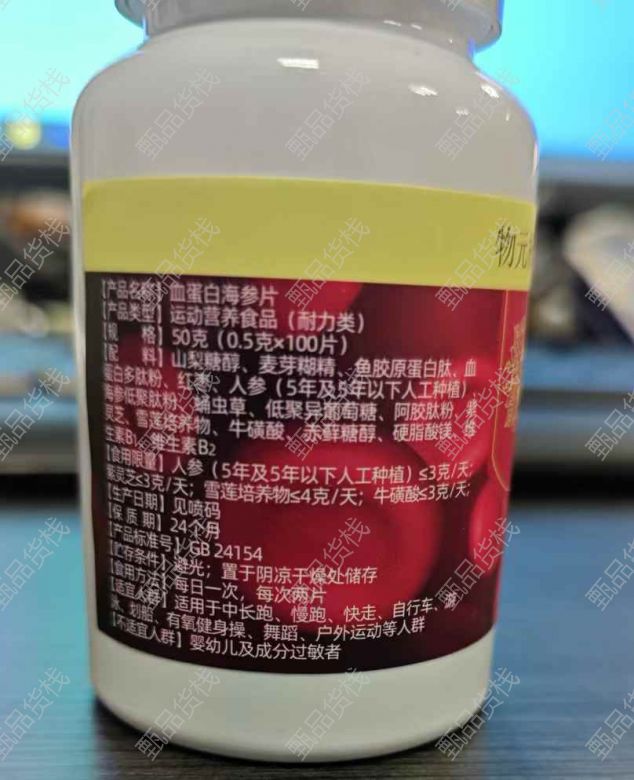 物元
【产品名称】血蛋白海参片
【产品类型】运动营养食品（耐力类）
【规 格】50克（0.5克×100片）
【配 料】山梨糖醇、麦芽糊精、鱼胶原蛋白肽、血
蛋白多肽粉、红枣、人参（5年及5年以下人工种植）、
海参低聚肽粉、蛹虫草、低聚异葡萄糖、阿胶肽粉、紫
灵芝、雪莲培养物、牛磺酸、赤藓糖醇、硬脂酸镁、维
生素B₁、维生素B₂
【食用限量】人参（5年及5年以下人工种植）≤3克/天；
紫灵芝≤3克/天；雪莲培养物≤4克/天；牛磺酸≤3克/天；
【生产日期】见喷码
【保 质 期】24个月
【产品标准号】GB 24154
【贮存条件】避光；置于阴凉干燥处储存
【食用方法】每日一次，每次两片
【适宜人群】适用于中长跑、慢跑、快走、自行车、游
泳、划船、有氧健身操、舞蹈、户外运动等人群
【不适宜人群】婴幼儿及成分过敏者
甄品货栈